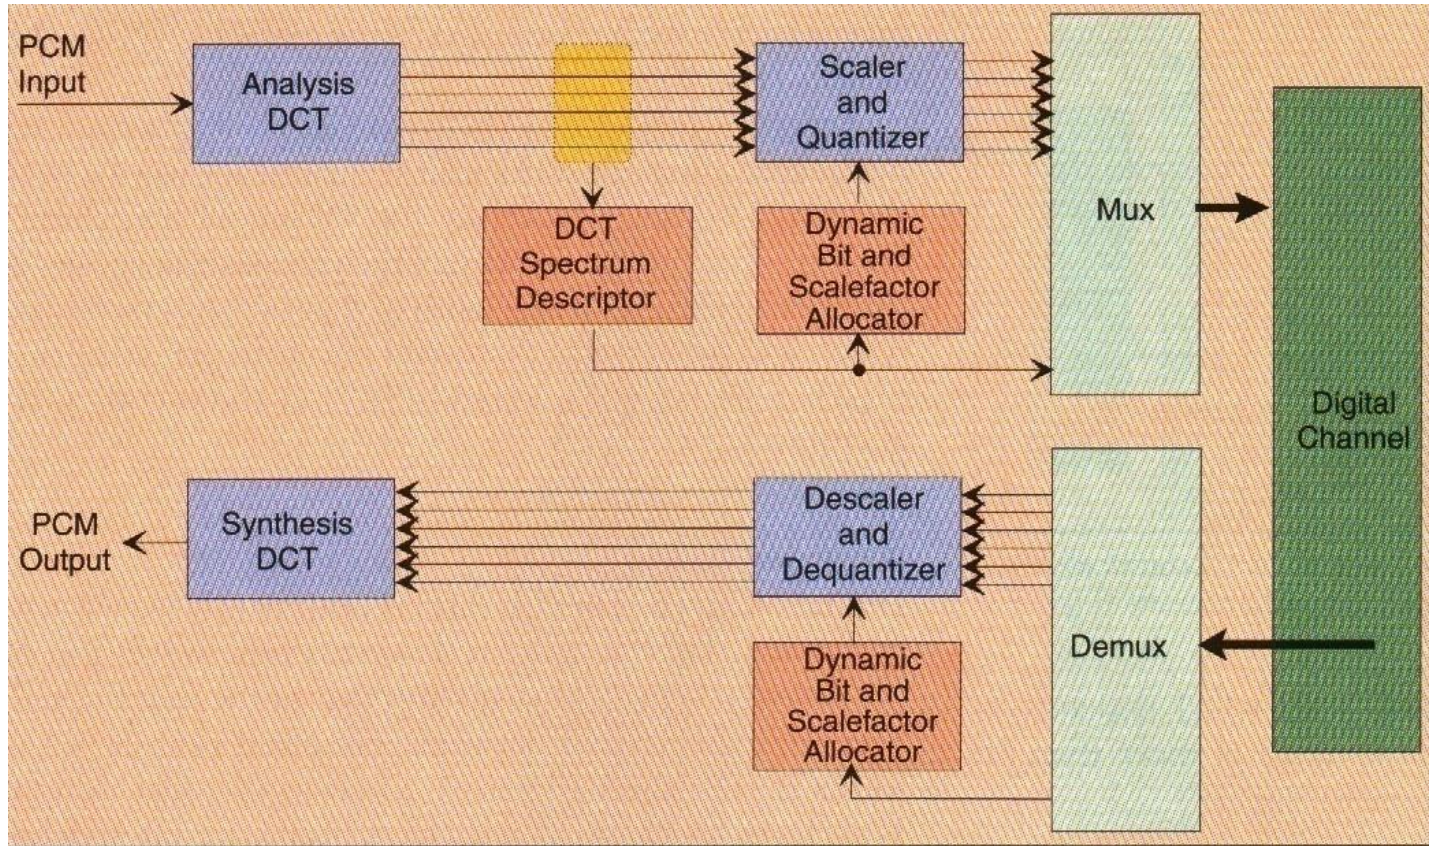 PCM
Input
Analysis
DCT
Scaler
and
Quantizer
Mux
DCT
Spectrum
Descriptor
Dynamic
Bit and
Scalefactor
Allocator
Digital
Channel
PCM
Output
Synthesis
DCT
Descaler
and
Dequantizer
Demux
Dynamic
Bit and
Scalefactor
Allocator